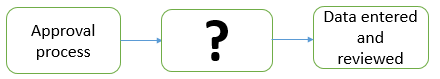 Approval
process
?
Data entered
and
reviewed